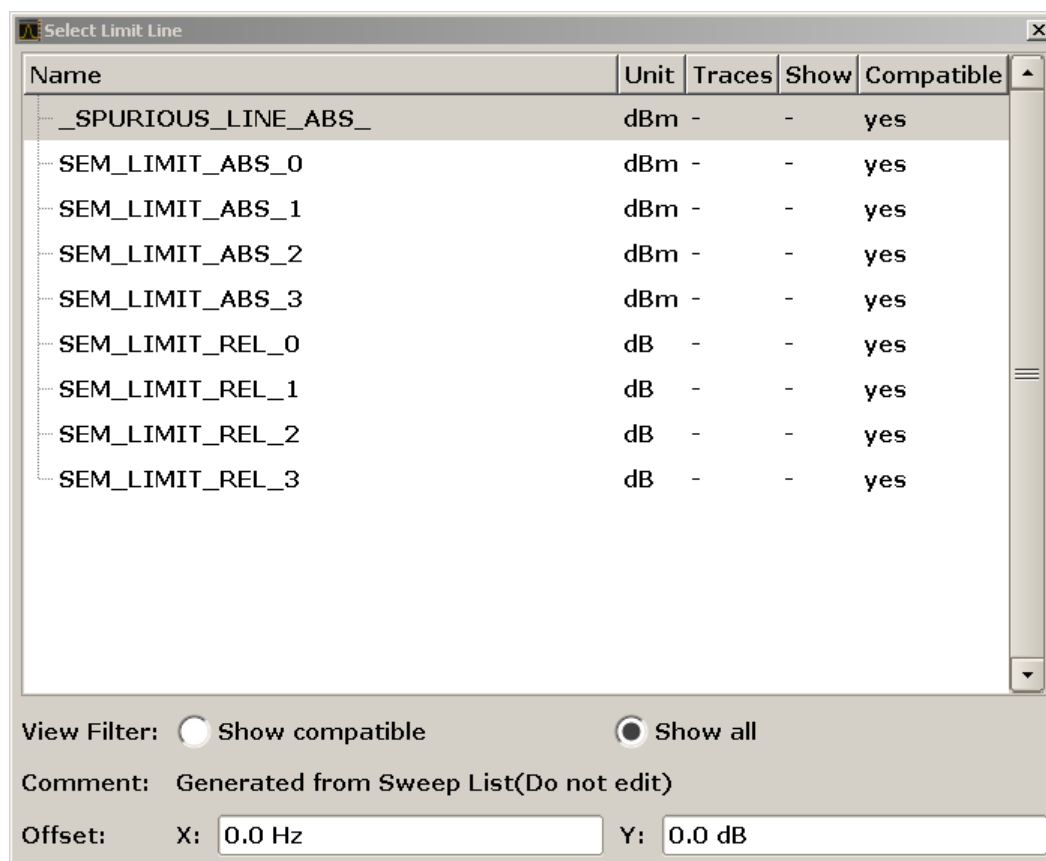 Select Limit Line
Name Unit Traces Show Compatible
_SPURIOUS_LINE_ABS_ dBm - - yes
SEM_LIMIT_ABS_0 dBm - - yes
SEM_LIMIT_ABS_1 dBm - - yes
SEM_LIMIT_ABS_2 dBm - - yes
SEM_LIMIT_ABS_3 dBm - - yes
SEM_LIMIT_REL_0 dB - - yes
SEM_LIMIT_REL_1 dB - - yes
SEM_LIMIT_REL_2 dB - - yes
SEM_LIMIT_REL_3 dB - - yes
View Filter: Show compatible Show all
Comment: Generated from Sweep List(Do not edit)
Offset: X: 0.0 Hz Y: 0.0 dB